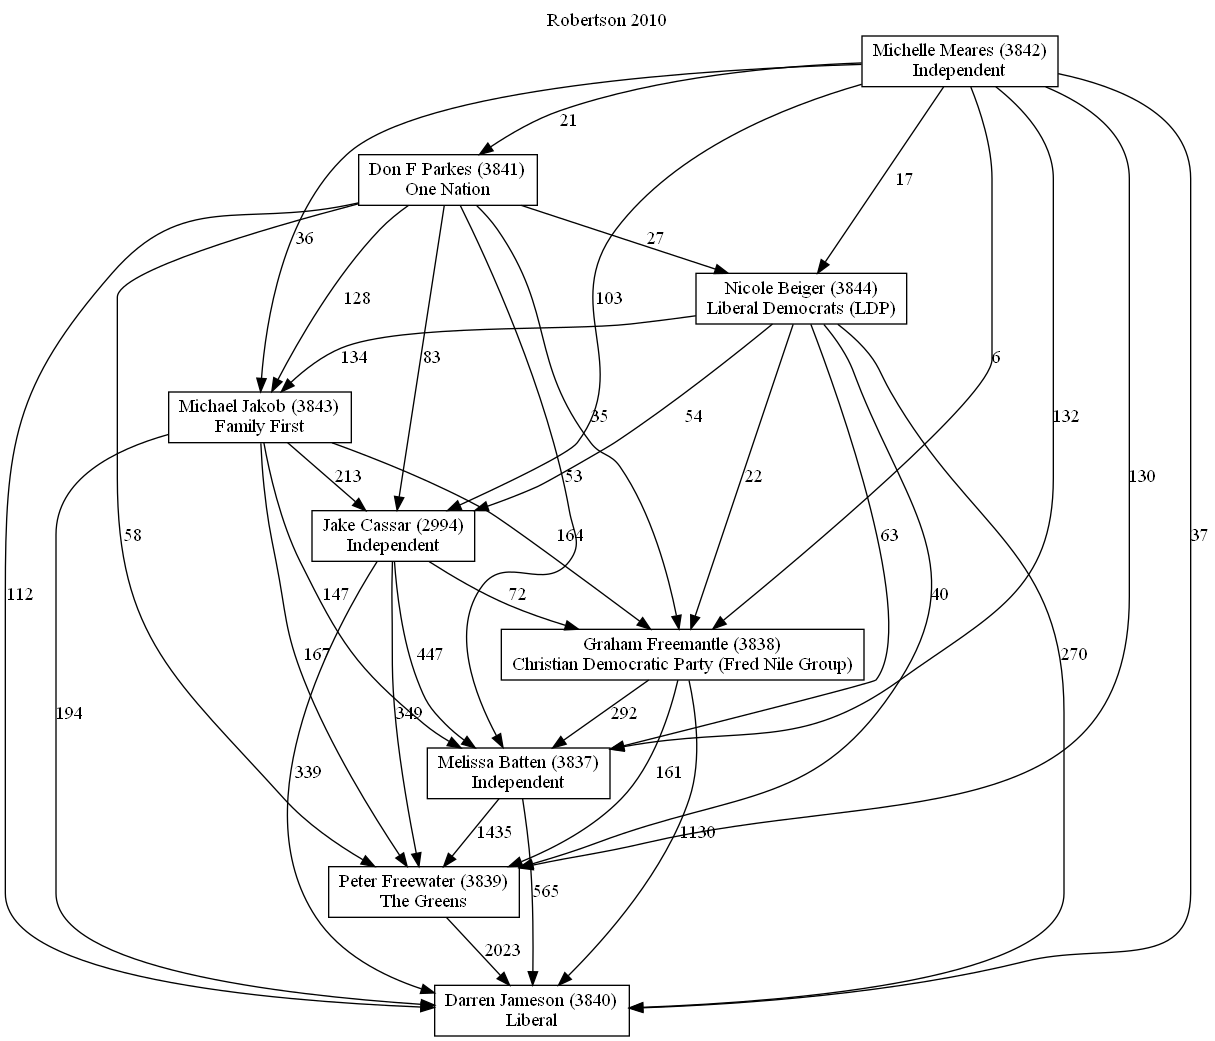 Robertson 2010
Michelle Meares (3842)
Independent
21
Don F Parkes (3841)
One Nation
17
36
27
128
103
Nicole Beiger (3844)
Liberal Democrats (LDP)
134
83
6
Michael Jakob (3843)
Family First
35
54
132
213
53
22
130
Jake Cassar (2994)
Independent
58
164
63
37
112
147
72
40
Graham Freemantle (3838)
Christian Democratic Party (Fred Nile Group)
167
447
270
194
349
292
Melissa Batten (3837)
Independent
339
161
1435
1130
Peter Freewater (3839)
The Greens
565
2023
Darren Jameson (3840)
Liberal